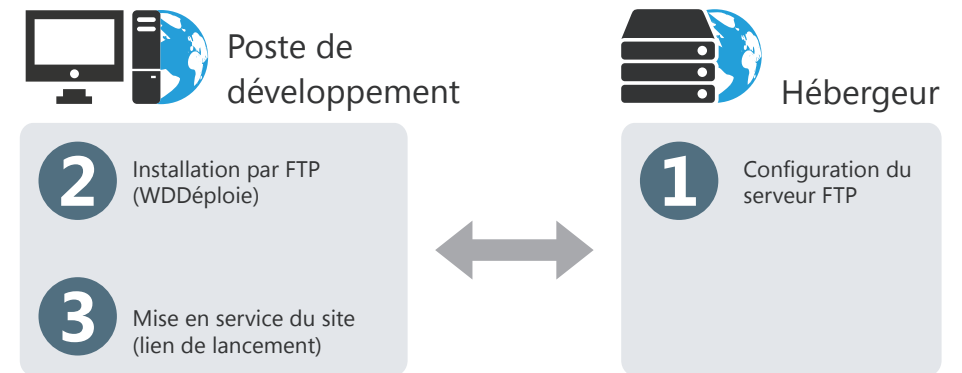 Poste de
développement
2
Installation par FTP
(WDDéploie)
3
Mise en service du site
(lien de lancement)
Hébergeur
1
Configuration du
serveur FTP